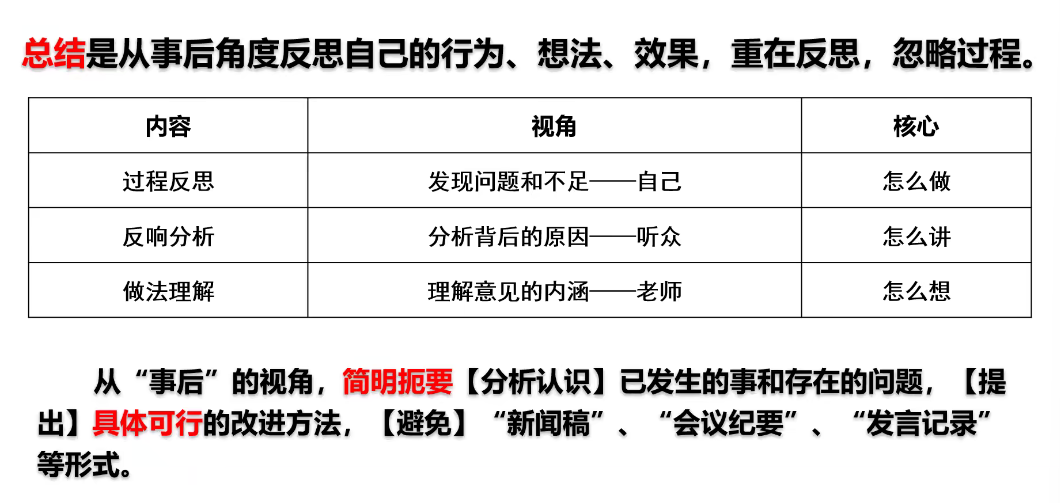 总结是从事后角度反思自己的行为、想法、效果，重在反思，忽略过程。
内容 视角 核心
过程反思 发现问题和不足——自己 怎么做
反响分析 分析背后的原因——听众 怎么讲
做法理解 理解意见的内涵——老师 怎么想
从“事后”的视角，简明扼要【分析认识】已发生的事和存在的问题，【提
出】具体可行的改进方法，【避免】“新闻稿”、“会议纪要”、“发言记录”
等形式。